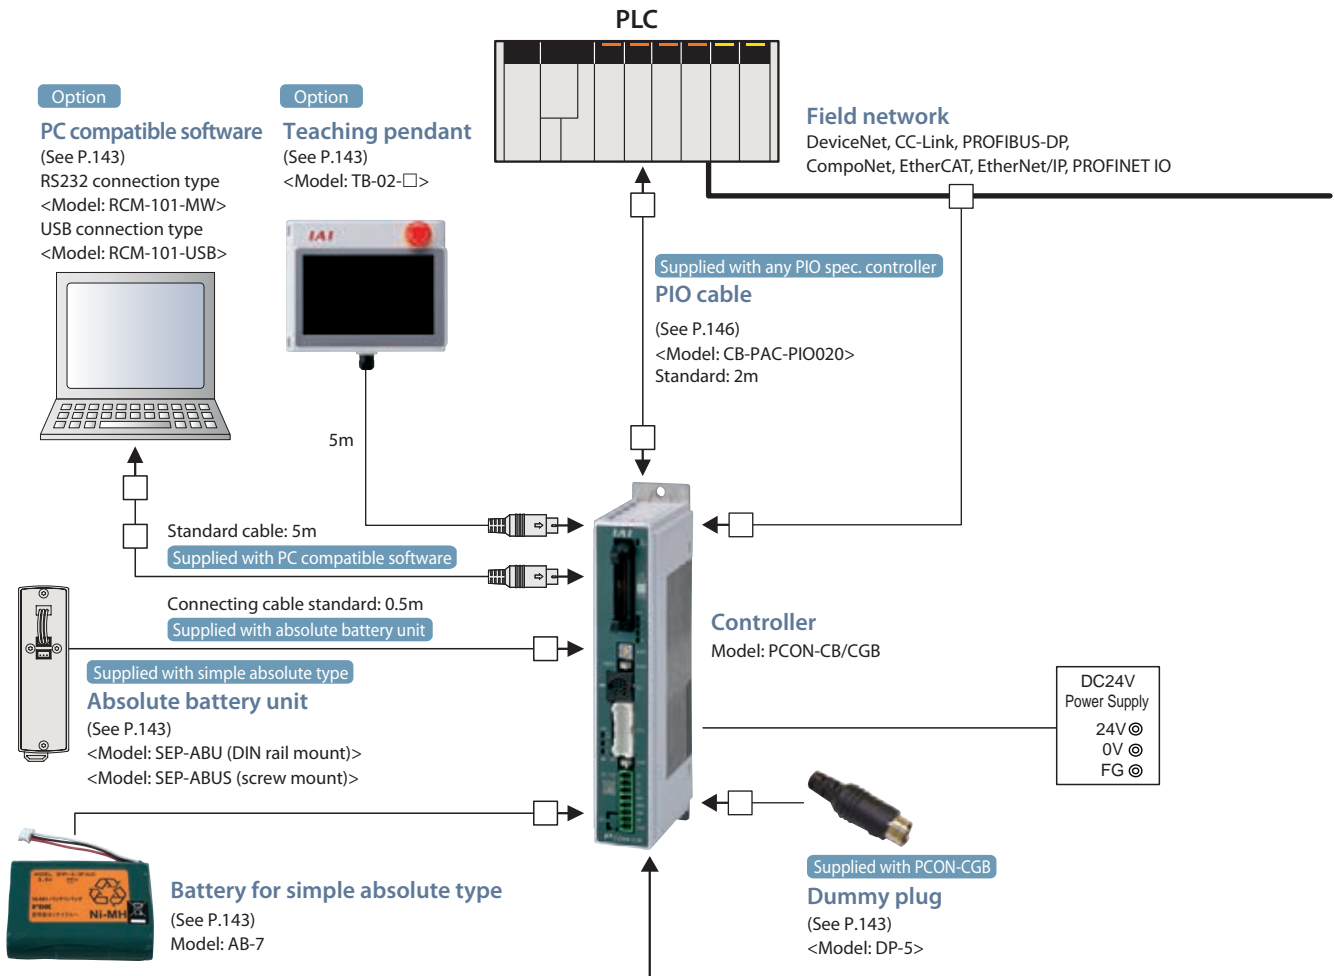 PLC
Option
PC compatible software
(See P.143)
RS232 connection type
<Model: RCM-101-MW>
USB connection type
<Model: RCM-101-USB>
Option
Teaching pendant
(See P.143)
<Model: TB-02-□>
IAI
Field network
DeviceNet, CC-Link, PROFIBUS-DP,
CompoNet, EtherCAT, EtherNet/IP, PROFINET IO
Supplied with any PIO spec. controller
PIO cable
(See P.146)
<Model: CB-PAC-PIO020>
Standard: 2m
5m
Standard cable: 5m
Supplied with PC compatible software
Connecting cable standard: 0.5m
Supplied with absolute battery unit
Supplied with simple absolute type
Absolute battery unit
(See P.143)
<Model: SEP-ABU (DIN rail mount)>
<Model: SEP-ABUS (screw mount)>
IAI
Controller
Model: PCON-CB/CGB
DC24V
Power Supply
24V
0V
FG
Supplied with PCON-CGB
Dummy plug
(See P.143)
<Model: DP-5>
Battery for simple absolute type
(See P.143)
Model: AB-7
Ni-MH